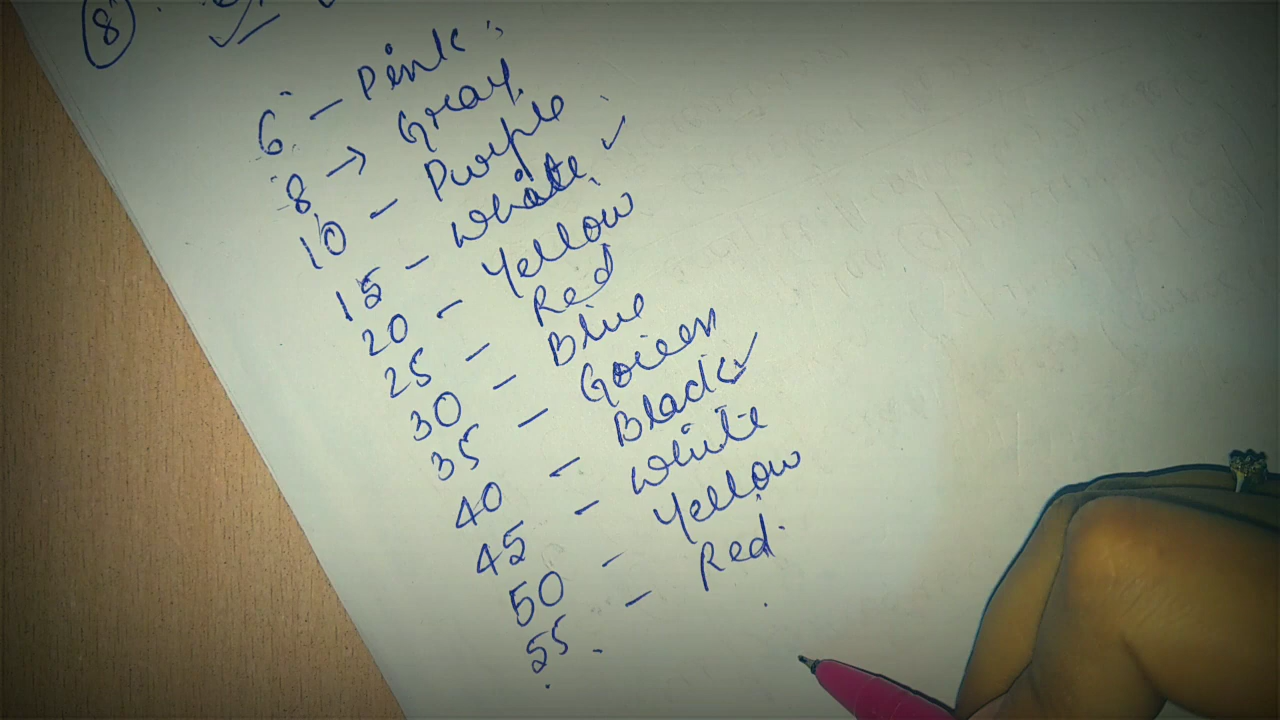 8
6 - Pink
8 → Gray
10 - Purple
15 - White ✓
20 - Yellow
25 - Red
30 - Blue
35 - Green
40 - Black ✓
45 - White
50 - Yellow
55 - Red